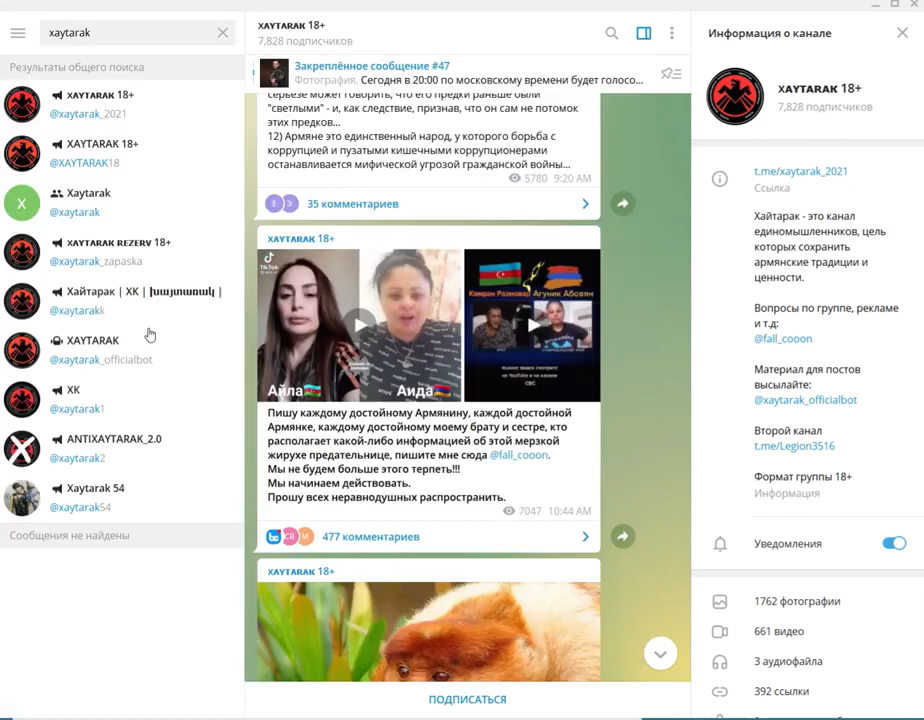 xaytarak
Результаты общего поиска
XAYTARAK 18+
@xaytarak_2021
XAYTARAK 18+
@XAYTARAK18
Xaytarak
@xaytarak
XAYTARAK REZERV 18+
@xaytarak_zapaska
Хайтарак | ХК | խայտառակ |
@xaytarakk
XAYTARAK
@xaytarak_officialbot
ХК
@xaytarak1
ANTIXAYTARAK_2.0
@xaytarak2
Xaytarak 54
@xaytarak54
Сообщения не найдены
XAYTARAK 18+
7,828 подписчиков
Закреплённое сообщение #47
Фотография, Сегодня в 20:00 по московскому времени будет голосо...
серьезе может говорить, что его предки раньше были
"светлыми" - и, как следствие, признав, что он сам не потомок
этих предков...
12) Армяне это единственный народ, у которого борьба с
коррупцией и пузатыми кишечными коррупционерами
останавливается мифической угрозой гражданской войны...
5780 9:20 AM
35 комментариев
XAYTARAK 18+
TikTok
Айла
Аида
Камран Розмовар
Агуник Абовян
Пишу каждому достойному Армянину, каждой достойной
Армянке, каждому достойному моему брату и сестре, кто
располагает какой-либо информацией об этой мерзкой
жирухе предательнице, пишите мне сюда @fall_cooon.
Мы не будем больше этого терпеть!!!
Мы начинаем действовать.
Прошу всех неравнодушных распространить.
7047 10:44 AM
477 комментариев
XAYTARAK 18+
ПОДПИСАТЬСЯ
Информация о канале
XAYTARAK 18+
7,828 подписчиков
t.me/xaytarak_2021
Ссылка
Хайтарак - это канал
единомышленников, цель
которых сохранить
армянские традиции и
ценности.
Вопросы по группе, рекламе
и т.д:
@fall_cooon
Материал для постов
высылайте:
@xaytarak_officialbot
Второй канал
t.me/Legion3516
Формат группы 18+
Информация
Уведомления
1762 фотографии
661 видео
3 аудиофайла
392 ссылки